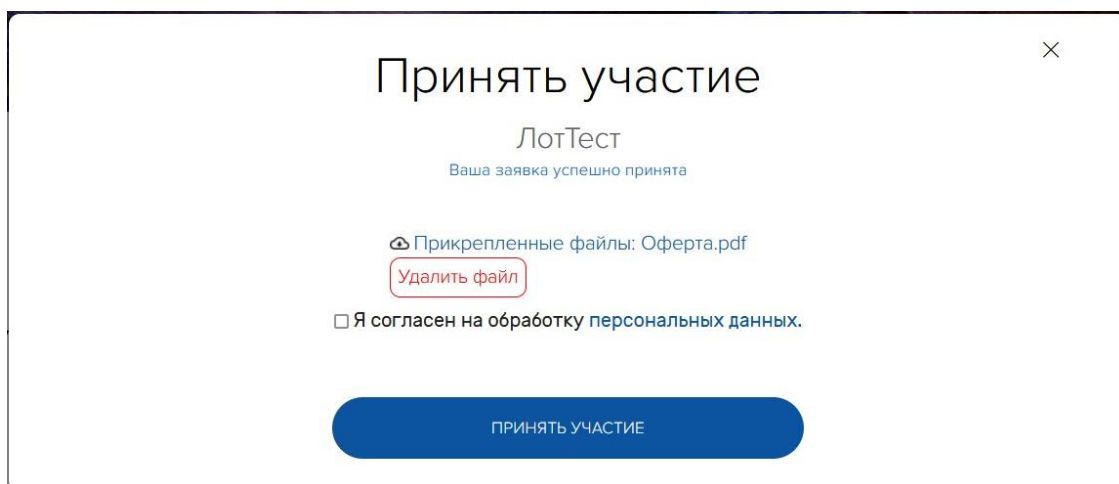 Принять участие
ЛотТест
Ваша заявка успешно принята
Прикрепленные файлы: Оферта.pdf
Удалить файл
Я согласен на обработку персональных данных.
ПРИНЯТЬ УЧАСТИЕ